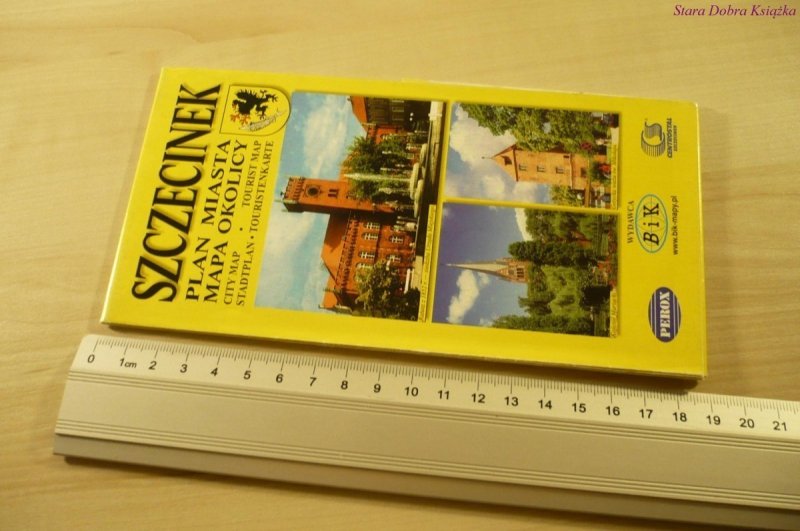 Stara Dobra Książka
SZCZECINEK
PLAN MIASTA
MAPA OKOLICY
CITY MAP • TOURIST MAP
STADTPLAN • TOURISTENKARTE
CENTROSTAL
WYDAWCA
BiK
www.bik-mapy.pl
PEROX
0 1cm 2 3 4 5 6 7 8 9 10 11 12 13 14 15 16 17 18 19 20 21